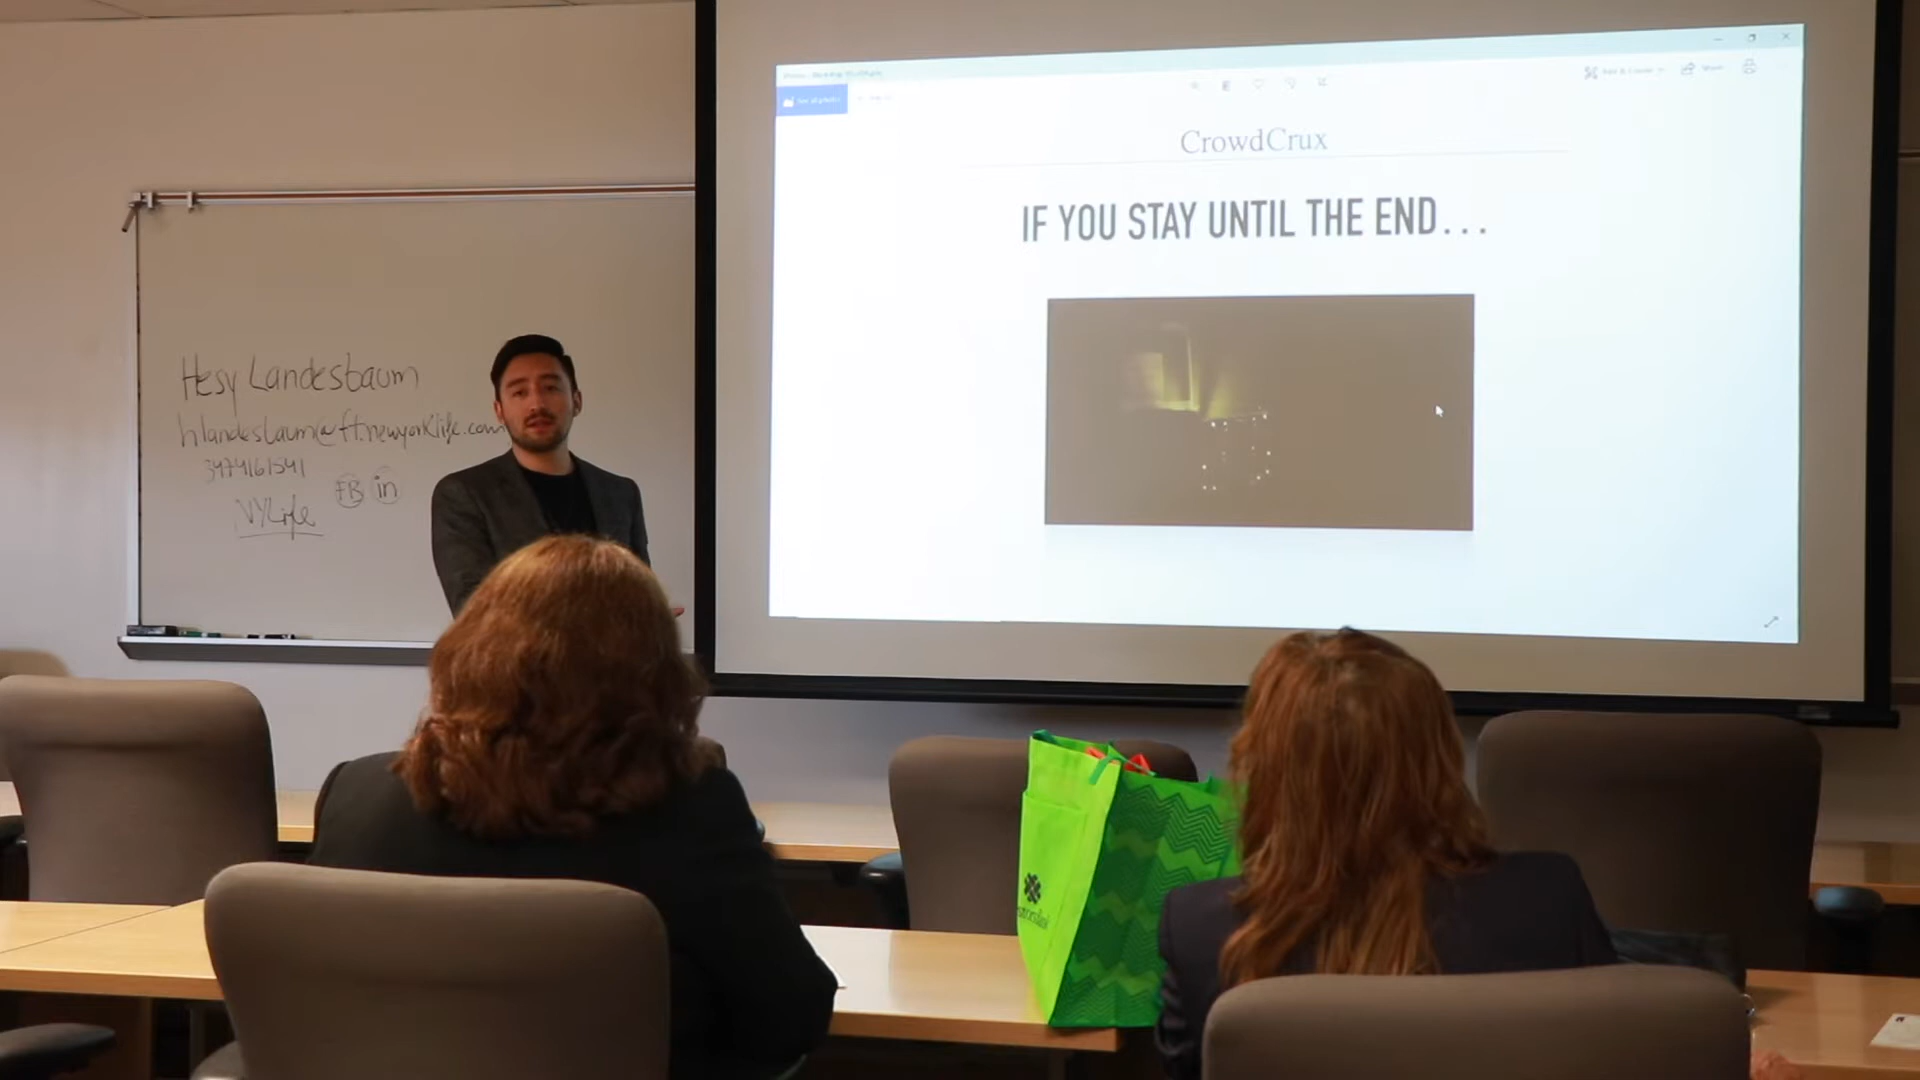 Hesy Landesbaum
hlandesbaum@ft.newyorklife.com
3474161541
FB in
NYLife
CrowdCrux
IF YOU STAY UNTIL THE END...